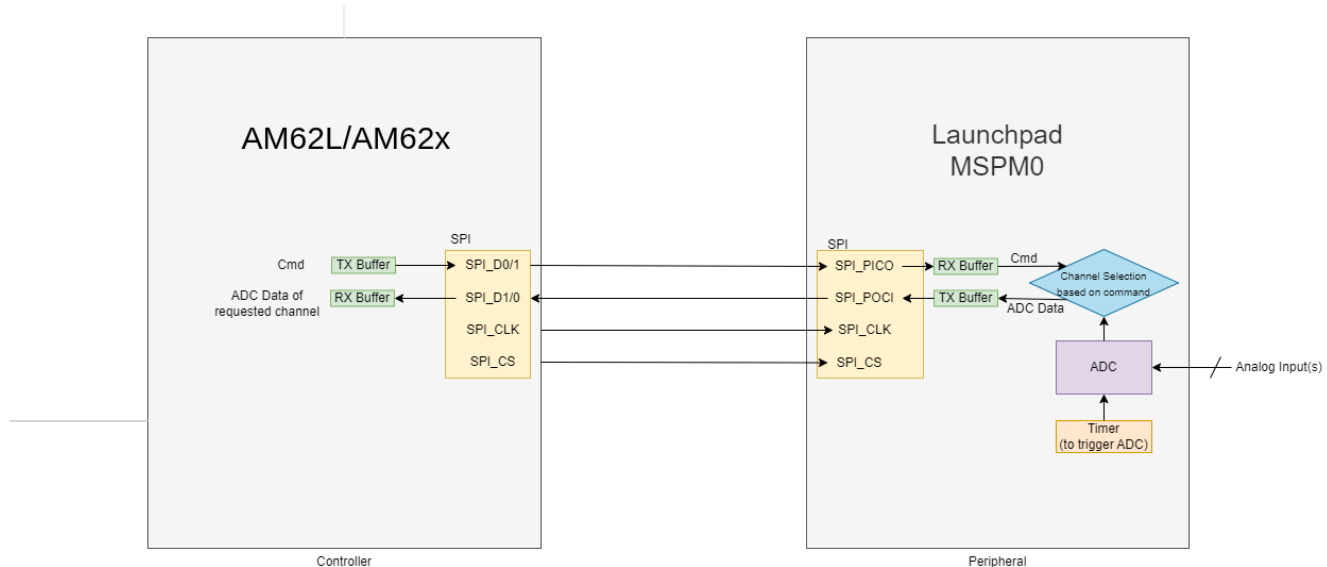 AM62L/AM62x
SPI
Cmd
TX Buffer
SPI_D0/1
ADC Data of
requested channel
RX Buffer
SPI_D1/0
SPI_CLK
SPI_CS
Controller
Launchpad
MSPM0
SPI
SPI_PICO
RX Buffer
Cmd
Channel Selection
based on command
SPI_POCI
TX Buffer
ADC Data
SPI_CLK
SPI_CS
ADC
Analog Input(s)
Timer
(to trigger ADC)
Peripheral